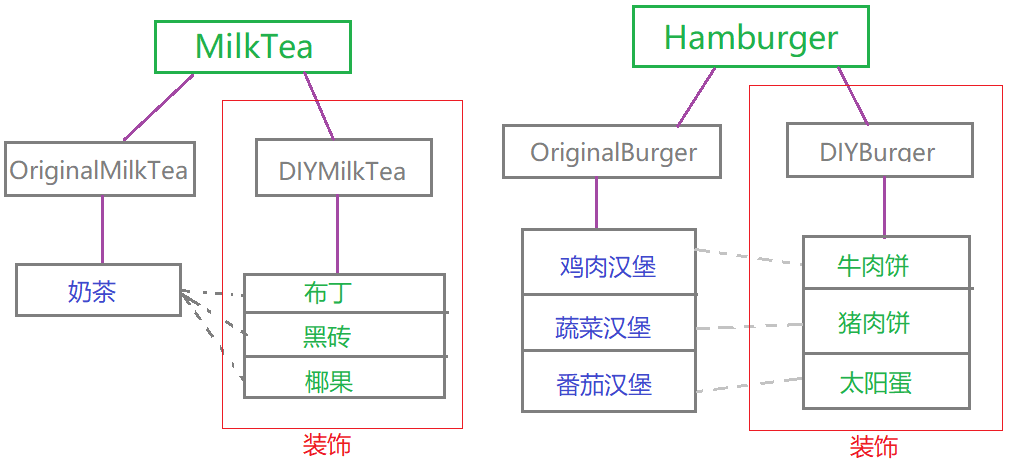 MilkTea
OriginalMilkTea
DIYMilkTea
奶茶
布丁
黑砖
椰果
装饰
Hamburger
OriginalBurger
DIYBurger
鸡肉汉堡
蔬菜汉堡
番茄汉堡
牛肉饼
猪肉饼
太阳蛋
装饰